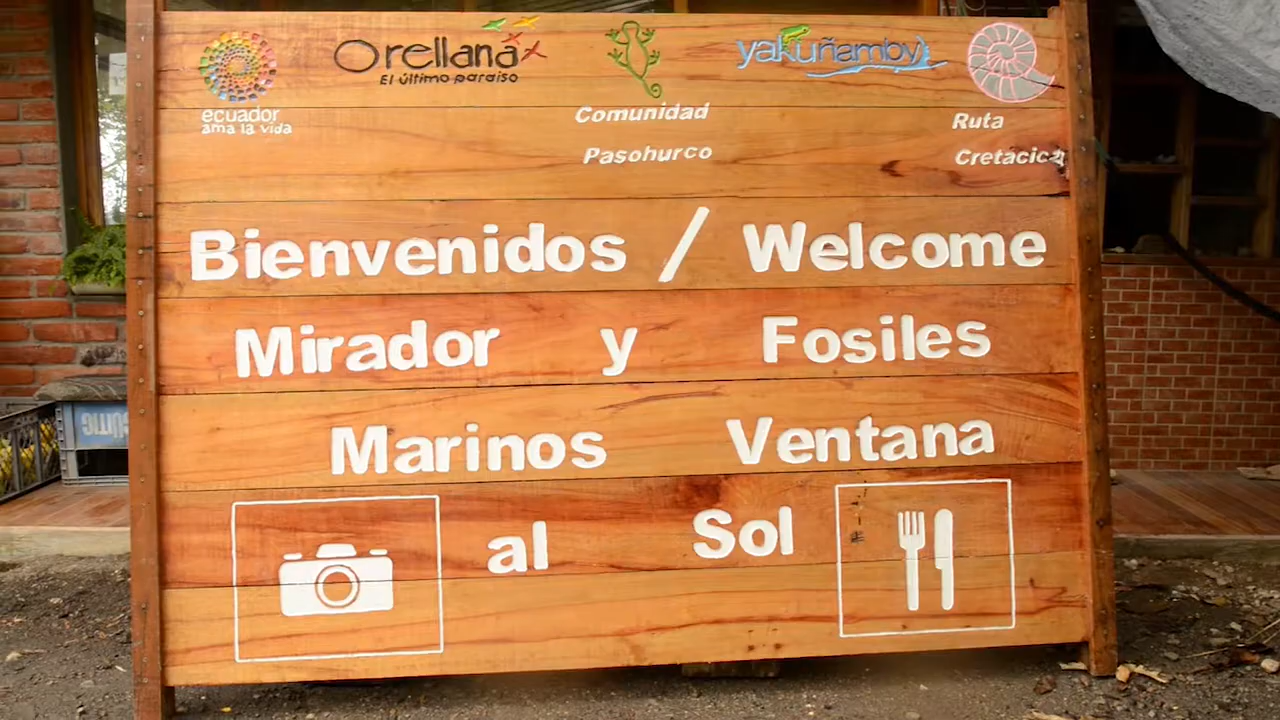 ecuador
ama la vida
Orellana
El último paraíso
yakuñamby
Comunidad
Pasohurco
Ruta
Cretacica
Bienvenidos / Welcome
Mirador y Fosiles
Marinos Ventana
al Sol